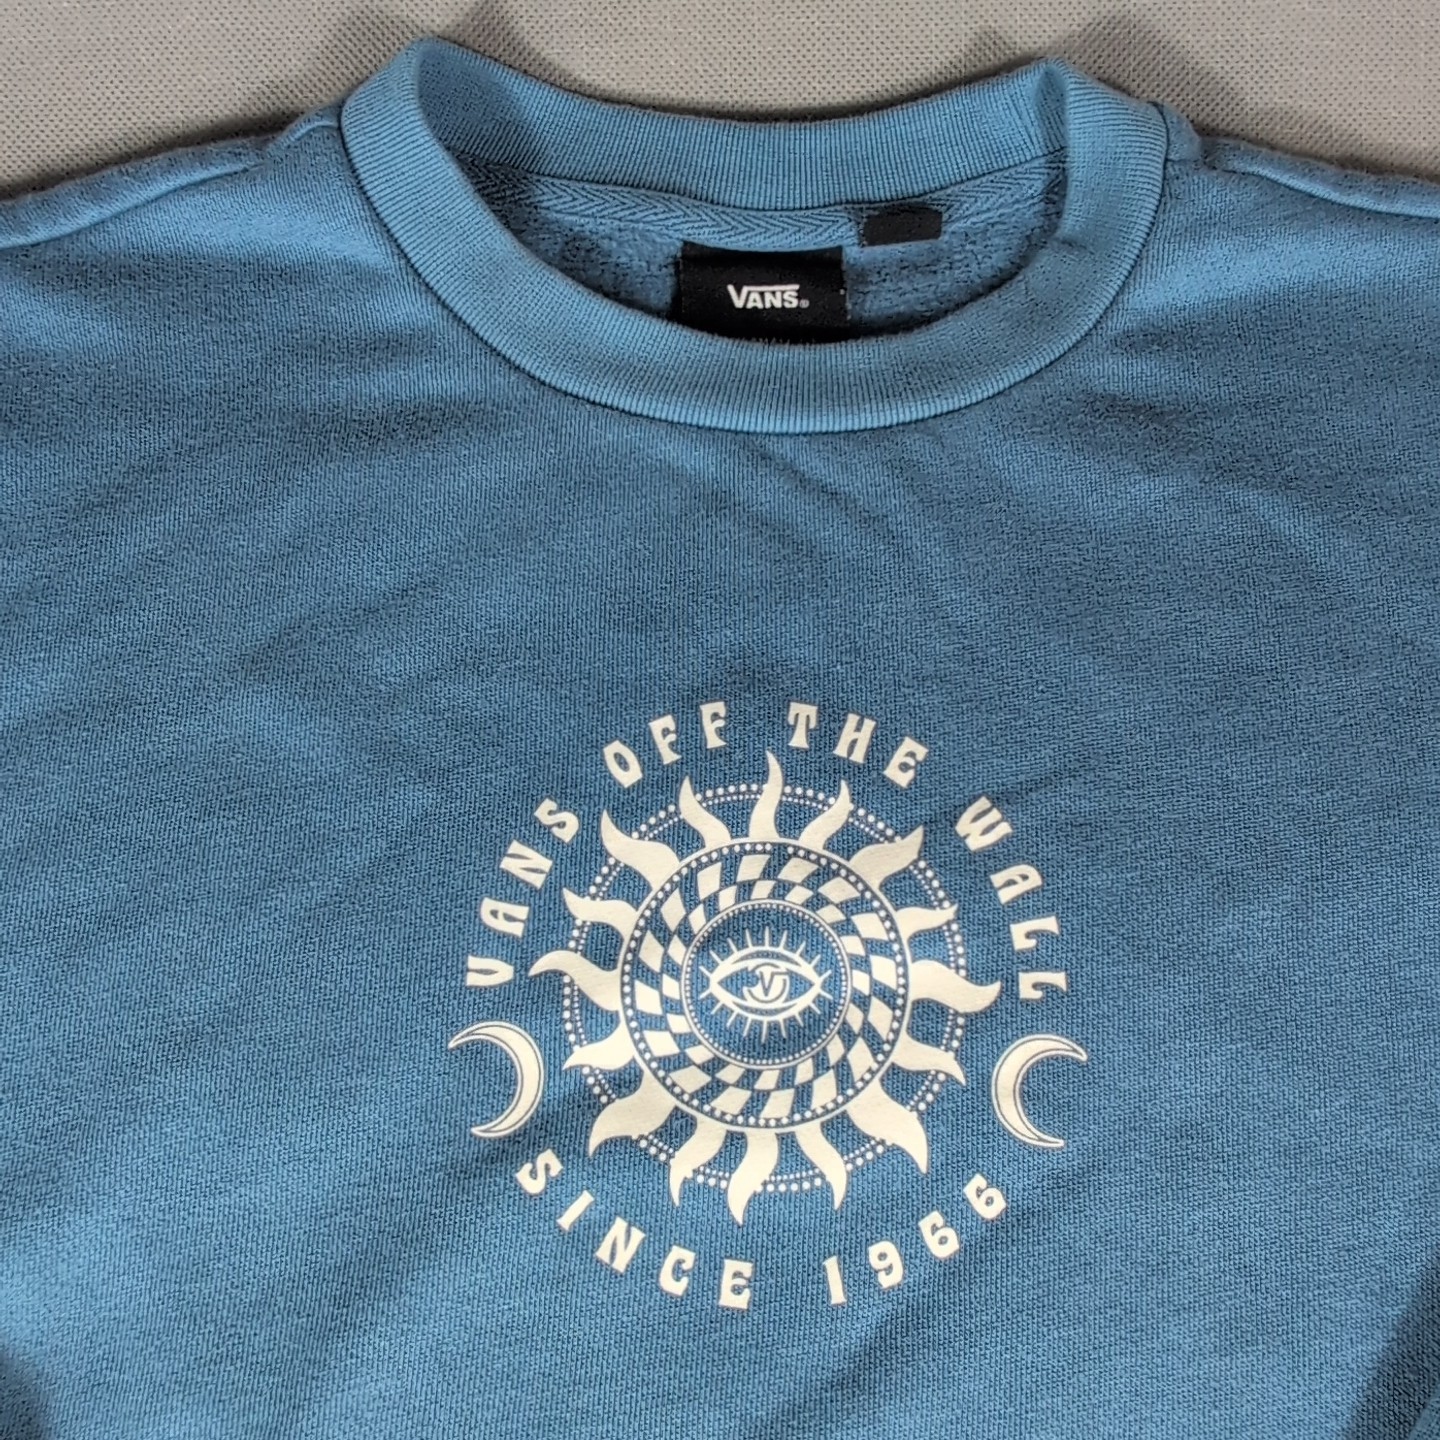 VANS®
VANS OFF THE WALL
SINCE 1966